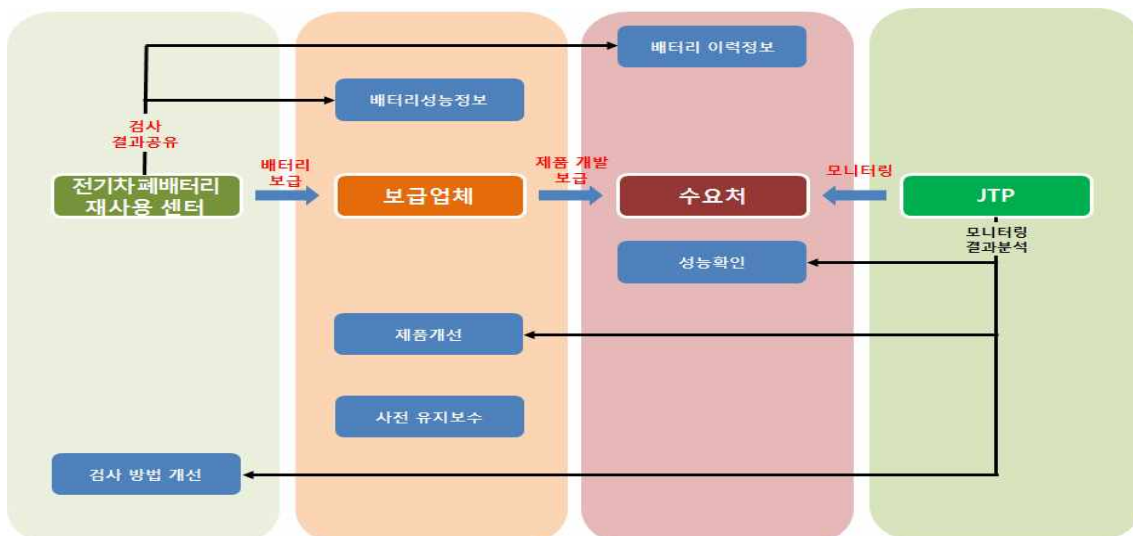 배터리 이력정보
배터리성능정보
검사
결과공유
배터리
보급
제품 개발
보급
모니터링
전기차폐배터리
재사용 센터
보급업체
수요처
JTP
모니터링
결과분석
성능확인
제품개선
사전 유지보수
검사 방법 개선